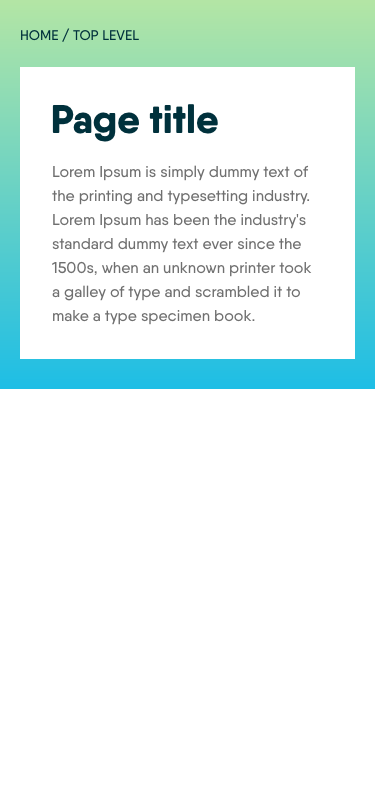 HOME / TOP LEVEL
Page title
Lorem Ipsum is simply dummy text of
the printing and typesetting industry.
Lorem Ipsum has been the industry's
standard dummy text ever since the
1500s, when an unknown printer took
a galley of type and scrambled it to
make a type specimen book.